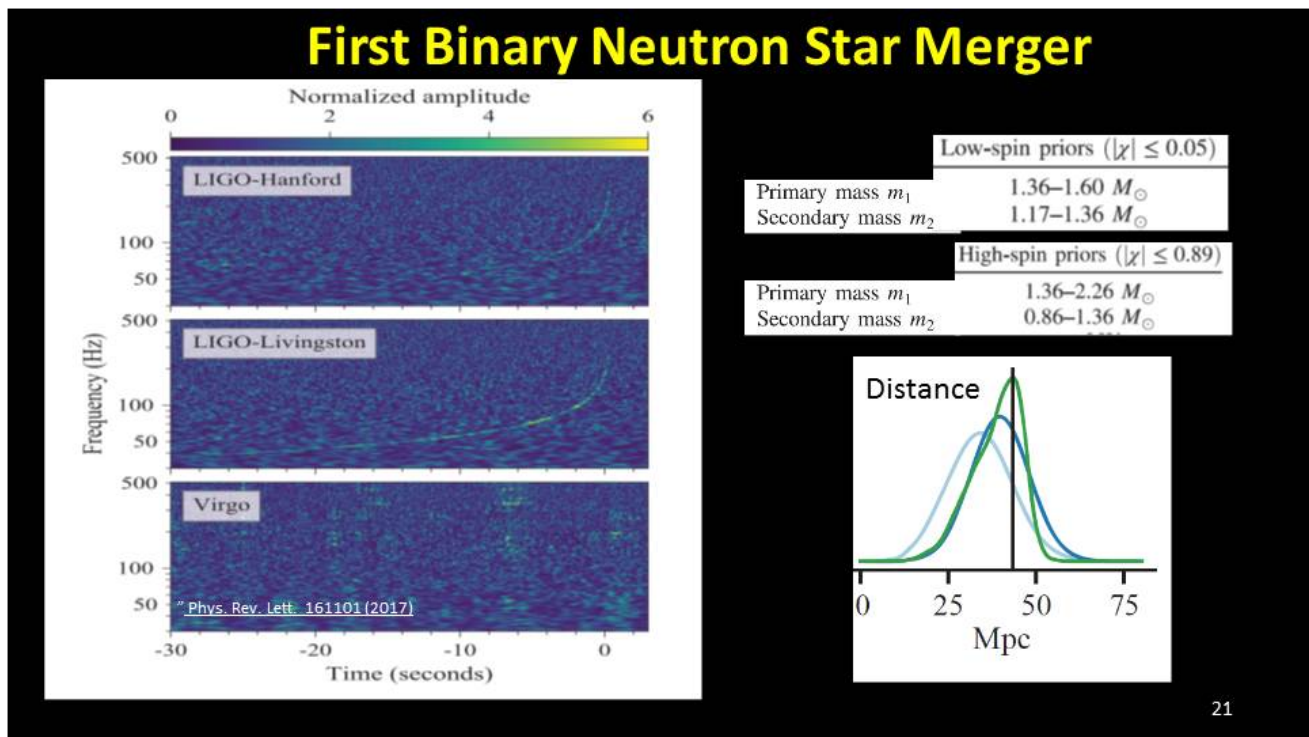 First Binary Neutron Star Merger
Normalized amplitude
0 2 4 6
500
LIGO-Hanford
100
50
500
LIGO-Livingston
100
50
Frequency (Hz)
500
Virgo
100
50
Phys. Rev. Lett. 161101 (2017)
-30 -20 -10 0
Time (seconds)
Low-spin priors (|χ| ≤ 0.05)
Primary mass m₁ 1.36–1.60 M⊙
Secondary mass m₂ 1.17–1.36 M⊙
High-spin priors (|χ| ≤ 0.89)
Primary mass m₁ 1.36–2.26 M⊙
Secondary mass m₂ 0.86–1.36 M⊙
Distance
0 25 50 75
Mpc
21